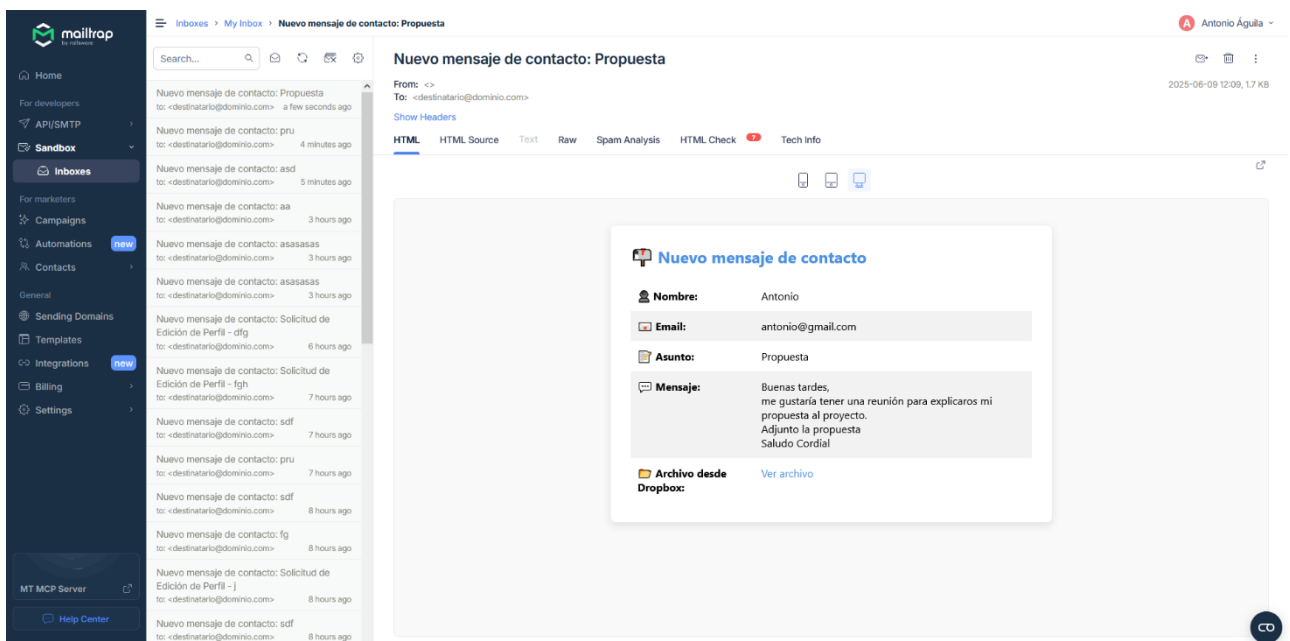 mailtrap
by railsware
Home
For developers
API/SMTP
Sandbox
Inboxes
For marketers
Campaigns
Automations new
Contacts
General
Sending Domains
Templates
Integrations new
Billing
Settings
MT MCP Server
Help Center
Inboxes > My Inbox > Nuevo mensaje de contacto: Propuesta
A Antonio Águila
Search...
Nuevo mensaje de contacto: Propuesta
to: <destinatario@dominio.com> a few seconds ago
Nuevo mensaje de contacto: pru
to: <destinatario@dominio.com> 4 minutes ago
Nuevo mensaje de contacto: asd
to: <destinatario@dominio.com> 5 minutes ago
Nuevo mensaje de contacto: aa
to: <destinatario@dominio.com> 3 hours ago
Nuevo mensaje de contacto: asasasas
to: <destinatario@dominio.com> 3 hours ago
Nuevo mensaje de contacto: asasasas
to: <destinatario@dominio.com> 3 hours ago
Nuevo mensaje de contacto: Solicitud de
Edición de Perfil - dfg
to: <destinatario@dominio.com> 6 hours ago
Nuevo mensaje de contacto: Solicitud de
Edición de Perfil - fgh
to: <destinatario@dominio.com> 7 hours ago
Nuevo mensaje de contacto: sdf
to: <destinatario@dominio.com> 7 hours ago
Nuevo mensaje de contacto: pru
to: <destinatario@dominio.com> 7 hours ago
Nuevo mensaje de contacto: sdf
to: <destinatario@dominio.com> 8 hours ago
Nuevo mensaje de contacto: fg
to: <destinatario@dominio.com> 8 hours ago
Nuevo mensaje de contacto: Solicitud de
Edición de Perfil - j
to: <destinatario@dominio.com> 8 hours ago
Nuevo mensaje de contacto: sdf
to: <destinatario@dominio.com> 8 hours ago
Nuevo mensaje de contacto: Propuesta
From: <>
2025-06-09 12:09, 1.7 KB
To: <destinatario@dominio.com>
Show Headers
HTML HTML Source Text Raw Spam Analysis HTML Check 7 Tech Info
Nuevo mensaje de contacto
Nombre: Antonio
Email: antonio@gmail.com
Asunto: Propuesta
Mensaje: Buenas tardes,
me gustaría tener una reunión para explicaros mi
propuesta al proyecto.
Adjunto la propuesta
Saludo Cordial
Archivo desde Ver archivo
Dropbox: